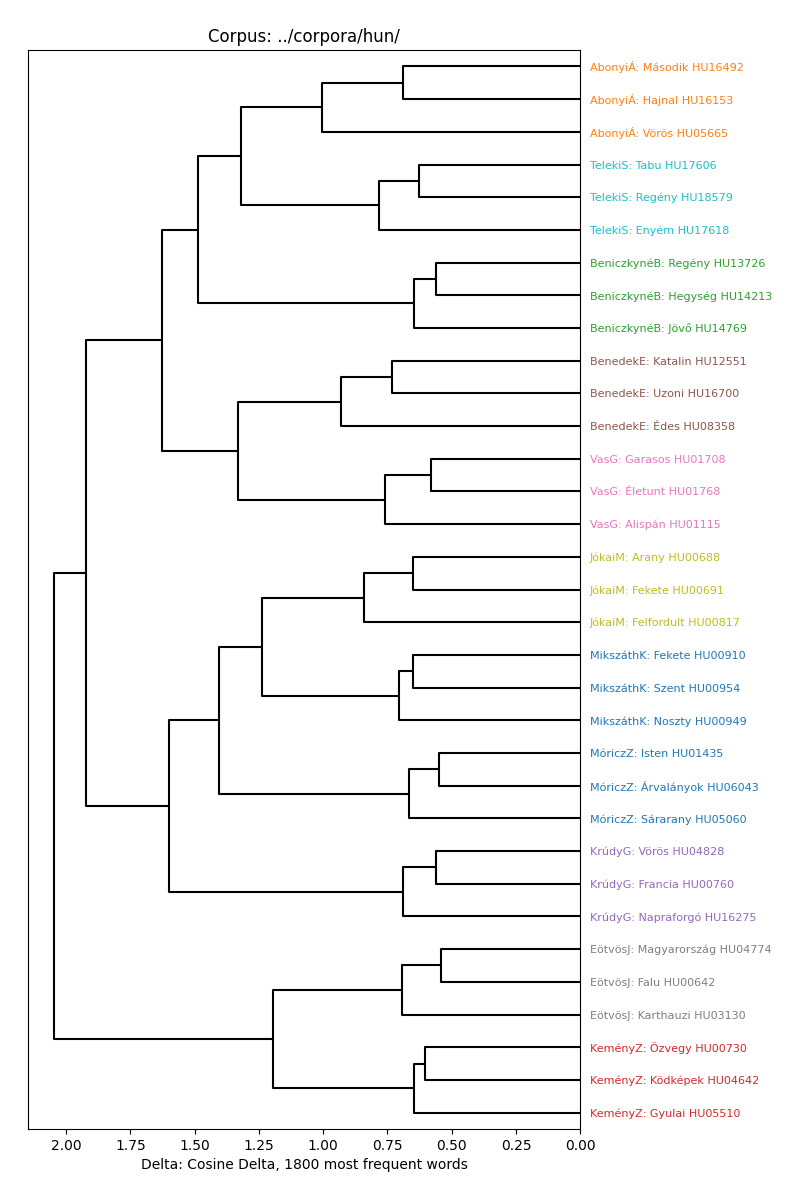 Corpus: ../corpora/hun/
AbonyiÁ: Második HU16492
AbonyiÁ: Hajnal HU16153
AbonyiÁ: Vörös HU05665
TelekiS: Tabu HU17606
TelekiS: Regény HU18579
TelekiS: Enyém HU17618
BeniczkynéB: Regény HU13726
BeniczkynéB: Hegység HU14213
BeniczkynéB: Jövő HU14769
BenedekE: Katalin HU12551
BenedekE: Uzoni HU16700
BenedekE: Édes HU08358
VasG: Garasos HU01708
VasG: Életunt HU01768
VasG: Alispán HU01115
JókaiM: Arany HU00688
JókaiM: Fekete HU00691
JókaiM: Felfordult HU00817
MikszáthK: Fekete HU00910
MikszáthK: Szent HU00954
MikszáthK: Noszty HU00949
MóriczZ: Isten HU01435
MóriczZ: Árvalányok HU06043
MóriczZ: Sárarany HU05060
KrúdyG: Vörös HU04828
KrúdyG: Francia HU00760
KrúdyG: Napraforgó HU16275
EötvösJ: Magyarország HU04774
EötvösJ: Falu HU00642
EötvösJ: Karthauzi HU03130
KeményZ: Özvegy HU00730
KeményZ: Ködképek HU04642
KeményZ: Gyulai HU05510
2.00 1.75 1.50 1.25 1.00 0.75 0.50 0.25 0.00
Delta: Cosine Delta, 1800 most frequent words